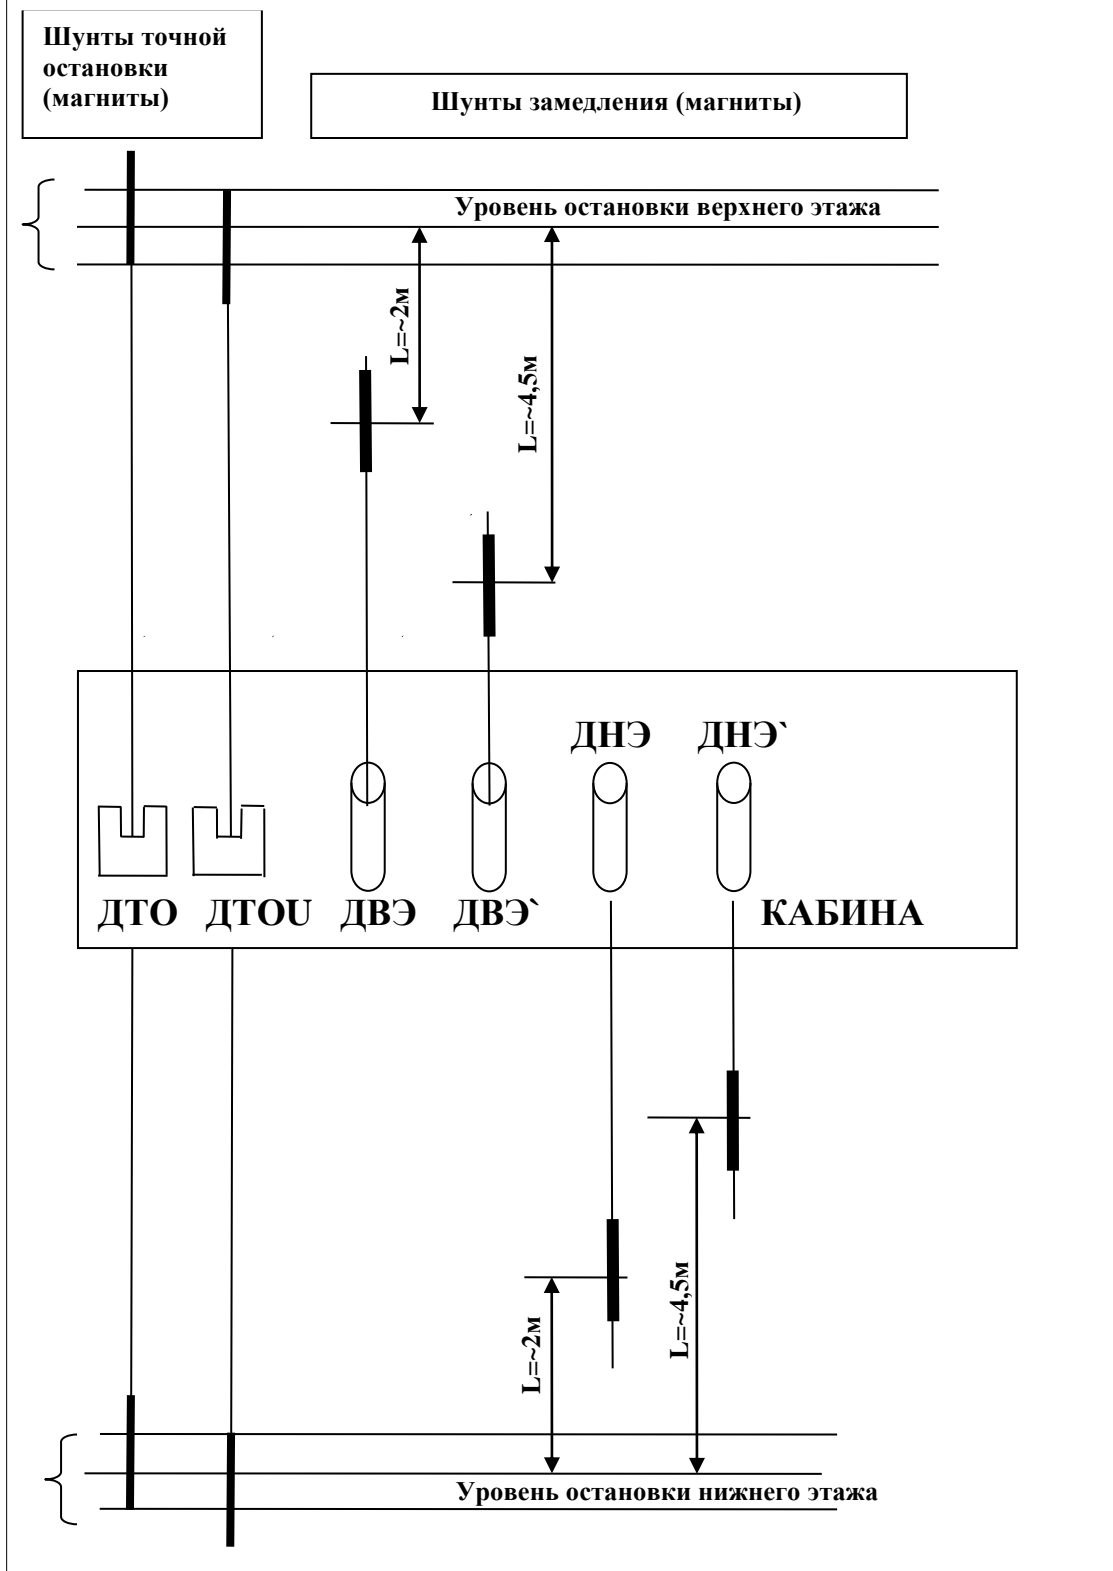 Шунты точной
остановки
(магниты)
Шунты замедления (магниты)
Уровень остановки верхнего этажа
L=~2м
L=~4,5м
ДНЭ ДНЭ`
ДТО ДТОU ДВЭ ДВЭ` КАБИНА
L=~2м
L=~4,5м
Уровень остановки нижнего этажа